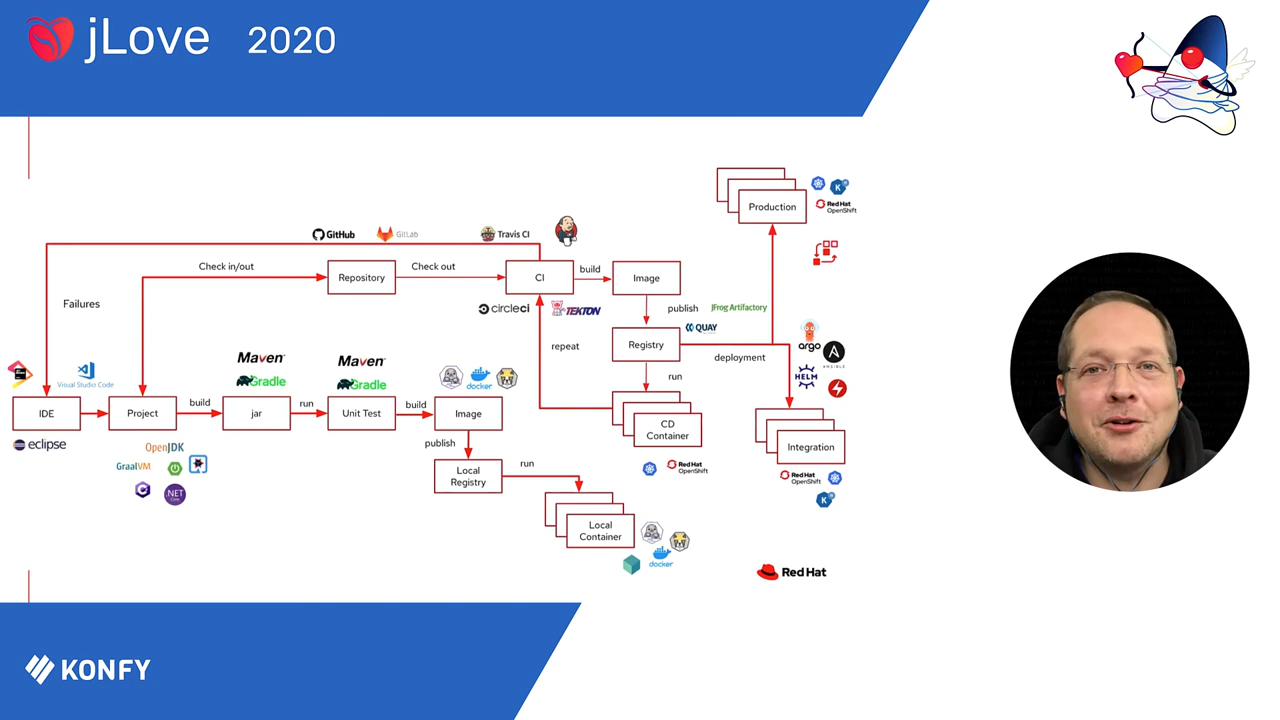 jLove 2020
Production
Red Hat
OpenShift
GitHub
GitLab
Travis CI
Check in/out
Check out
build
Repository
CI
Image
Failures
circleci
TEKTON
publish
JFrog Artifactory
QUAY
repeat
Registry
deployment
argo
ANSIBLE
HELM
run
Visual Studio Code
Maven
Gradle
Maven
Gradle
docker
IDE
Project
build
jar
run
Unit Test
build
Image
CD
Container
Integration
eclipse
OpenJDK
GraalVM
.NET
Core
publish
Local
Registry
run
Red Hat
OpenShift
Red Hat
OpenShift
Local
Container
docker
Red Hat
KONFY